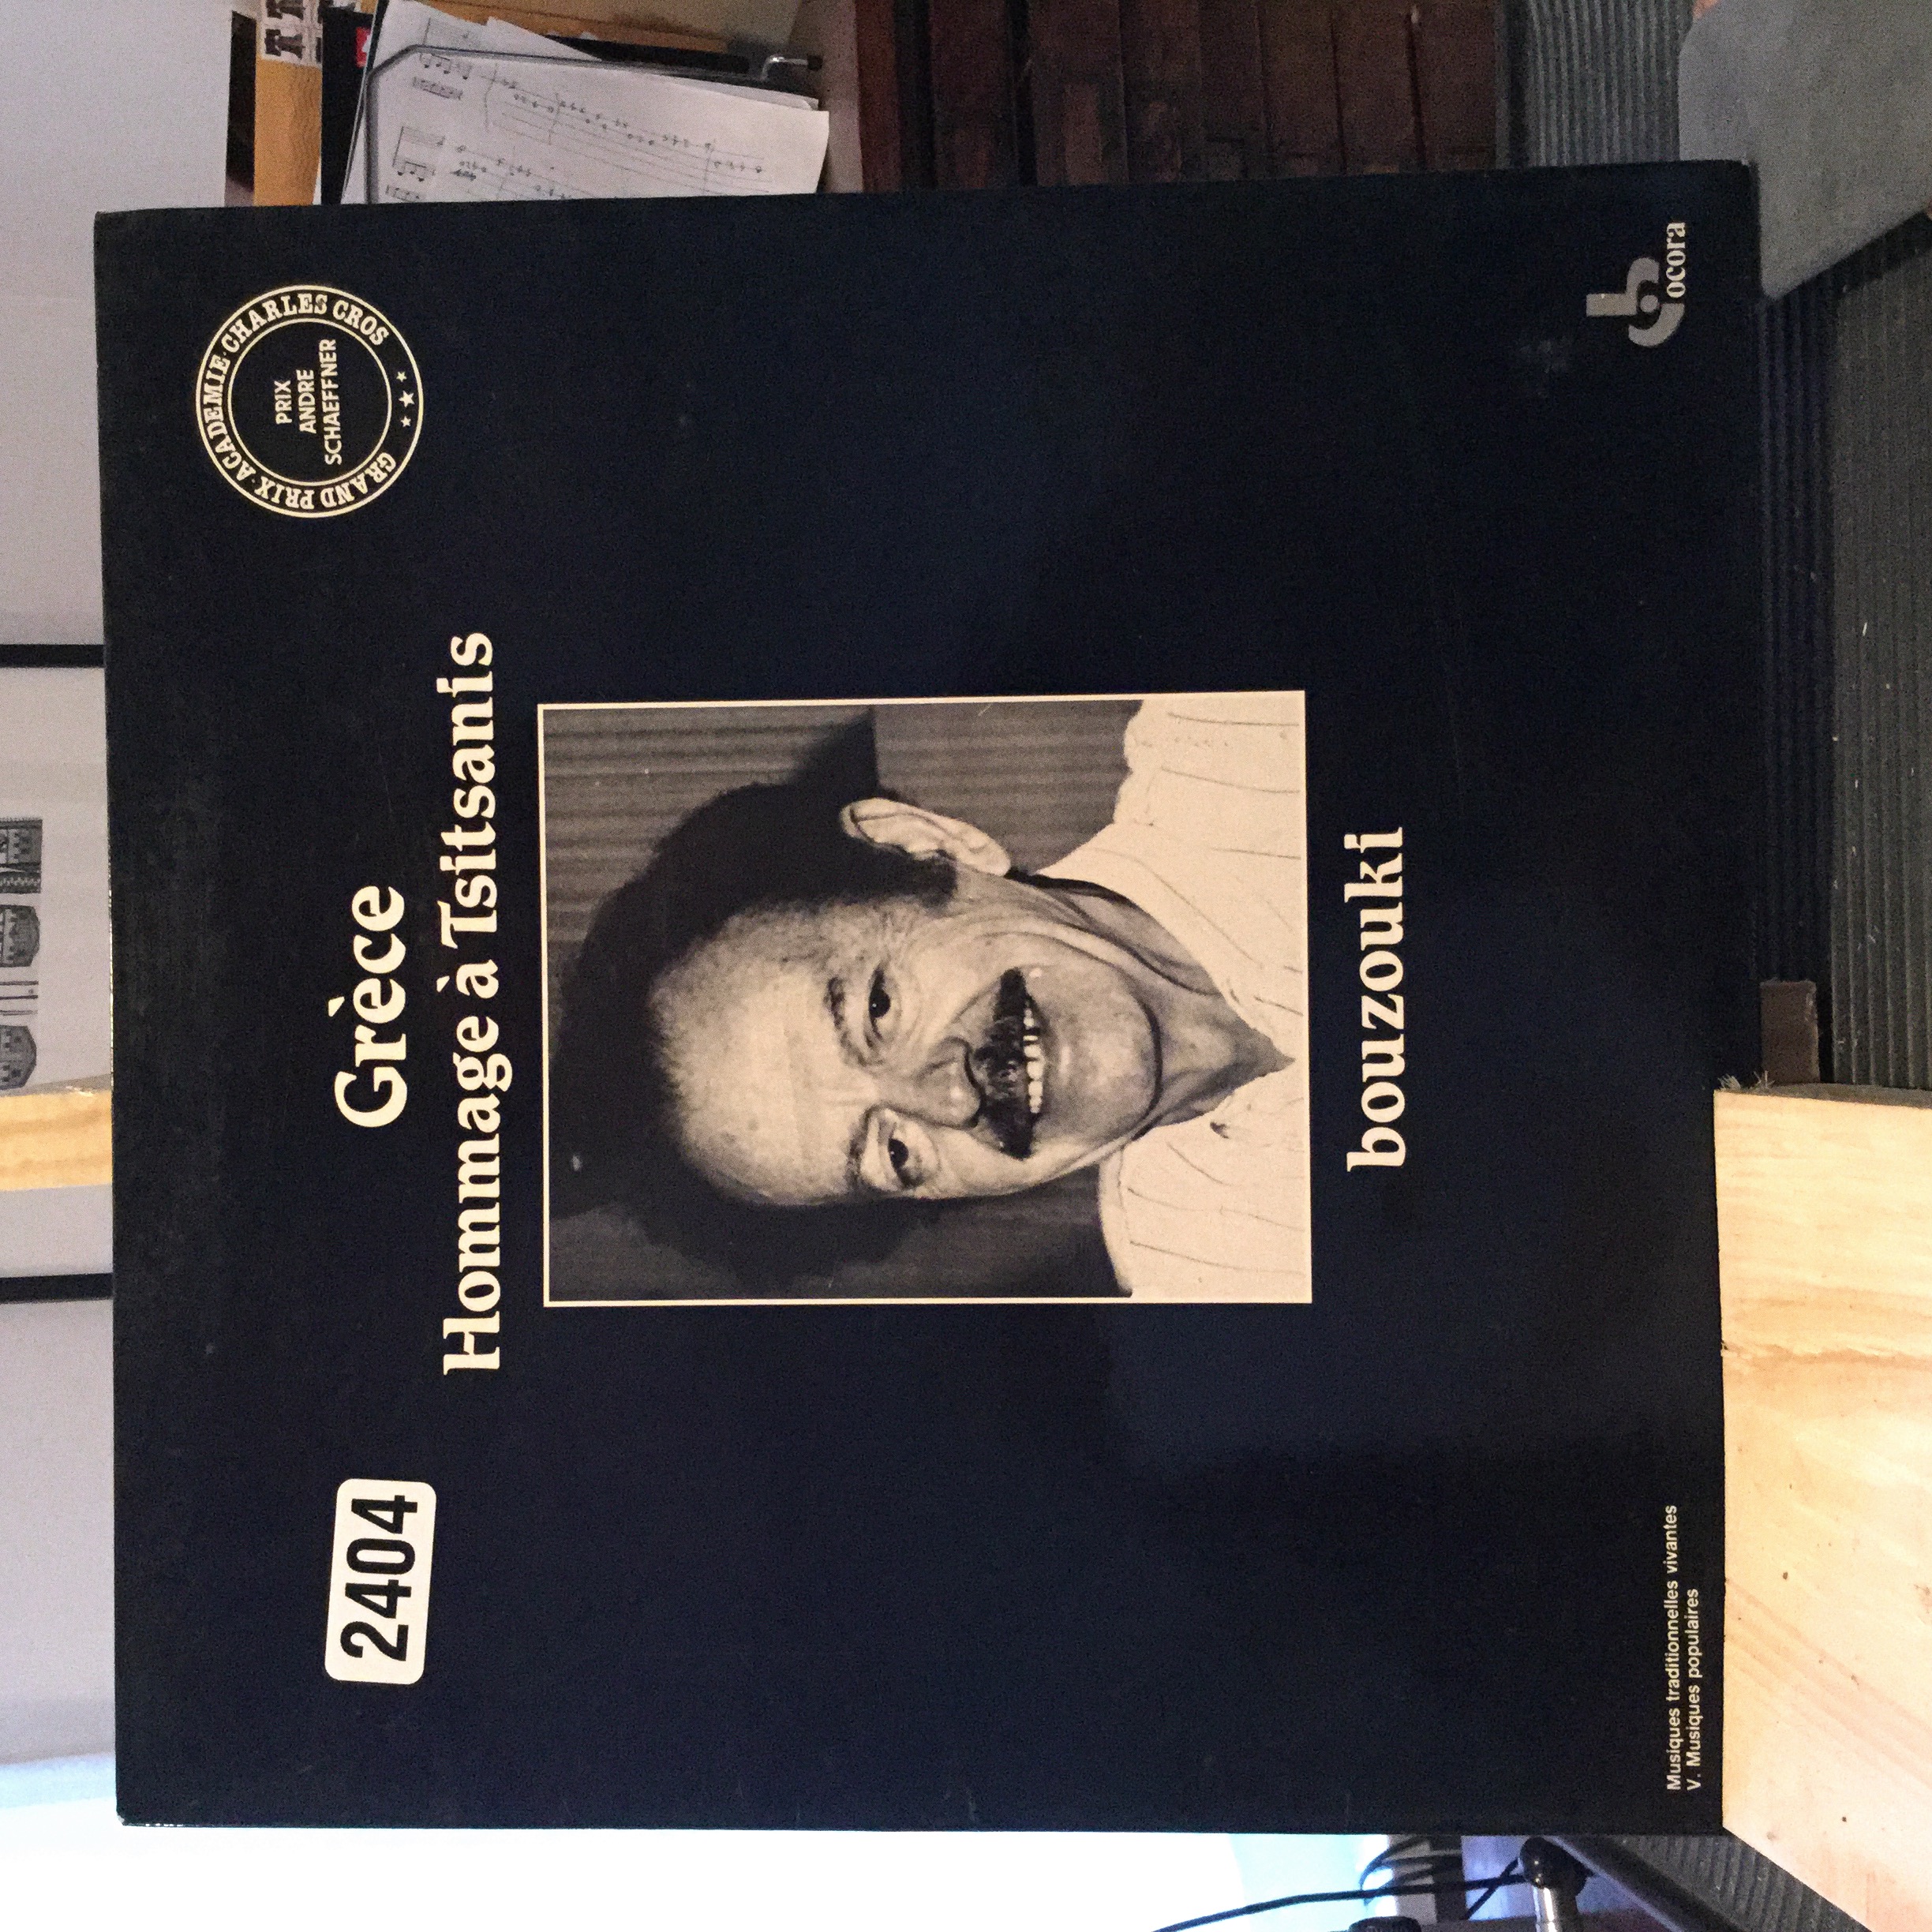 GRAND PRIX · ACADEMIE · CHARLES CROS
PRIX
ANDRE
SCHAEFFNER
2404
Grèce
Hommage à Tsitsanis
bouzouki
Musiques traditionnelles vivantes
V. Musiques populaires
ocora